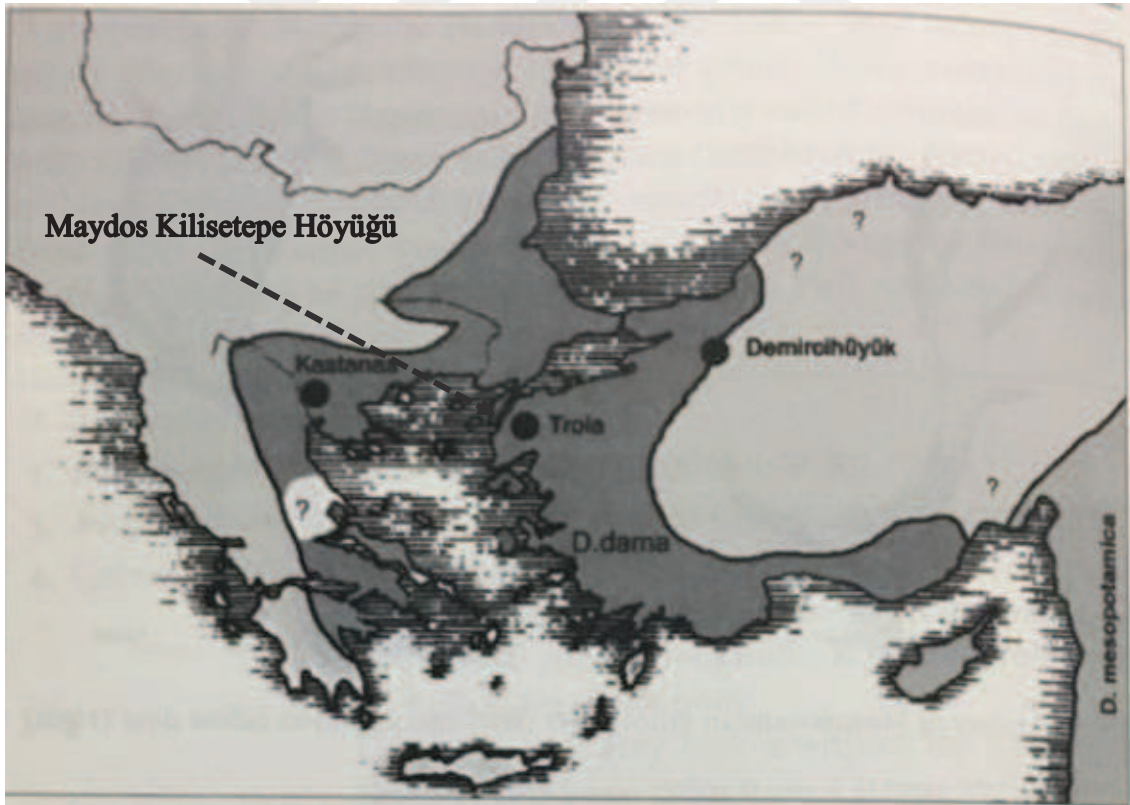 Maydos Kilisetepe Höyüğü
?
?
Demircihüyük
Kastanas
Troia
?
?
D.dama
D. mesopotamica